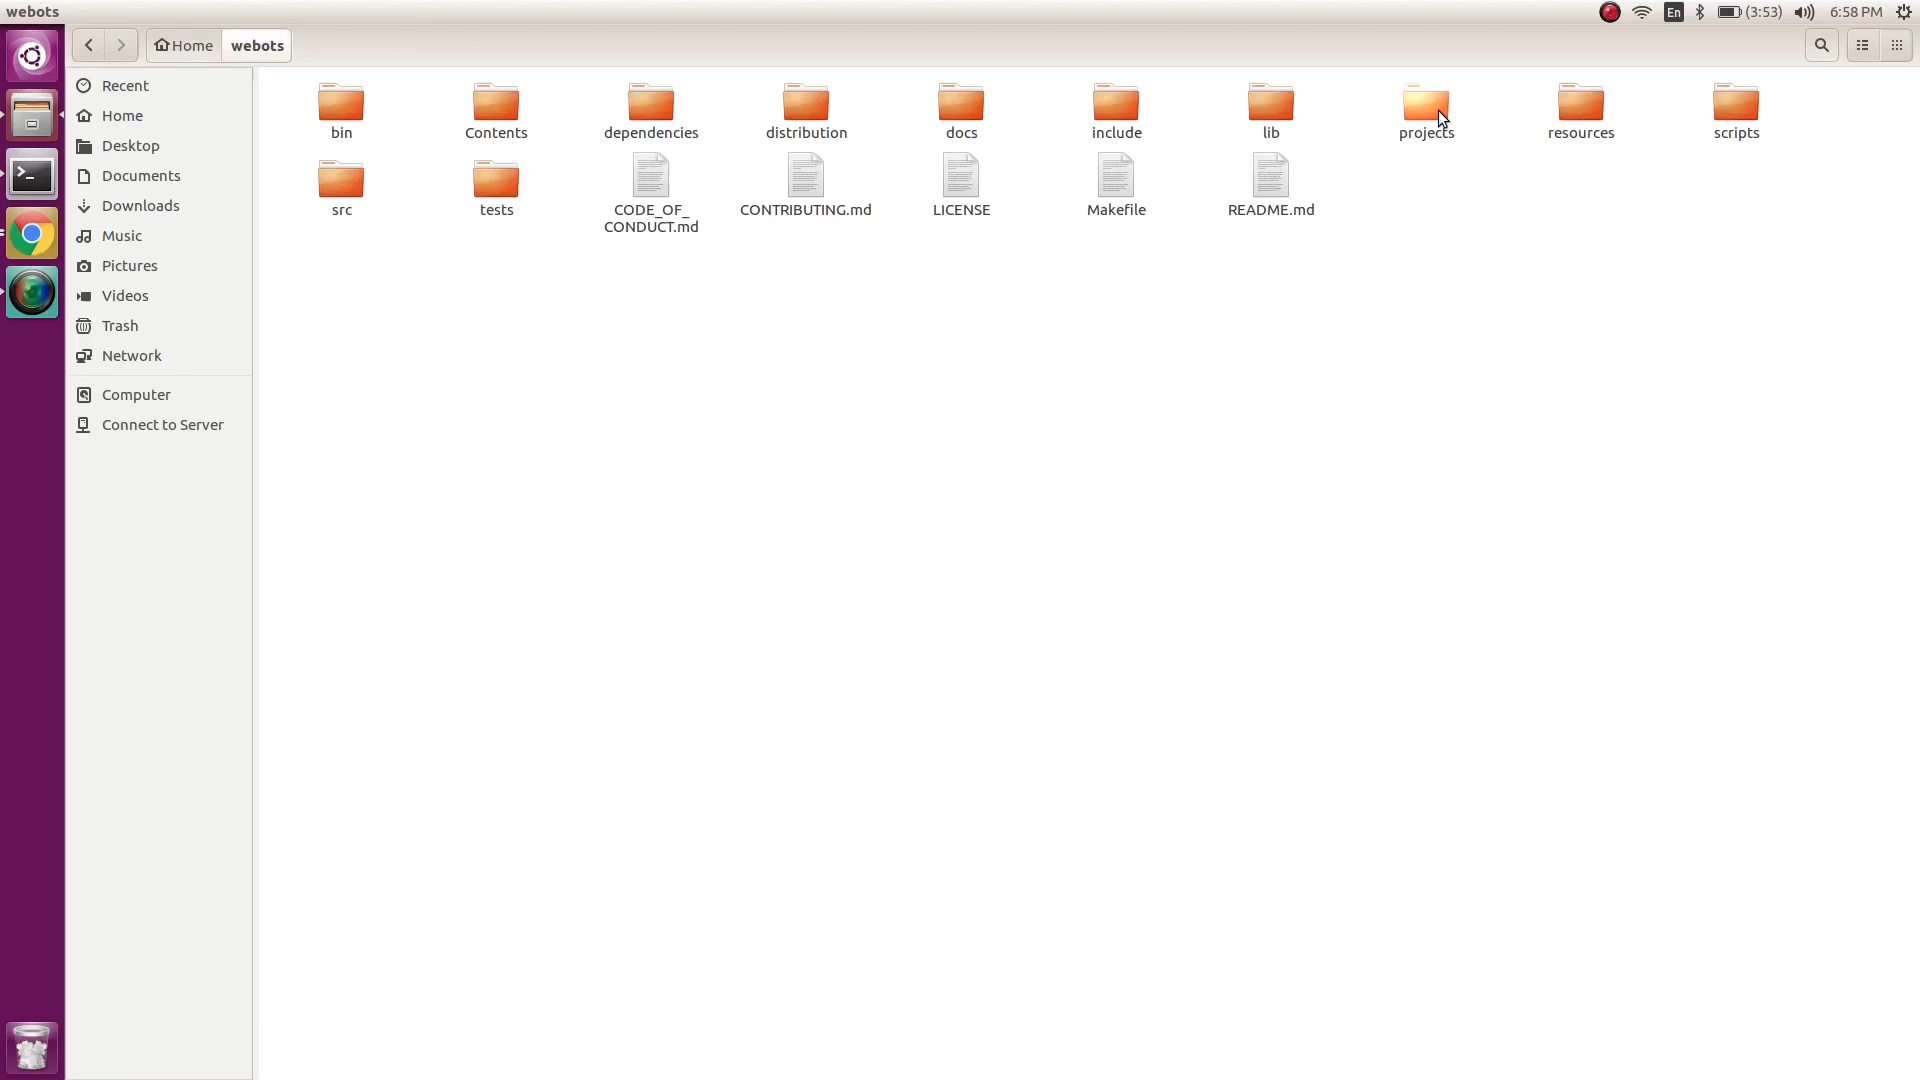 webots
En
(3:53)
6:58 PM
Home
webots
Recent
Home
Desktop
Documents
Downloads
Music
Pictures
Videos
Trash
Network
Computer
Connect to Server
bin
Contents
dependencies
distribution
docs
include
lib
projects
resources
scripts
src
tests
CODE_OF_
CONDUCT.md
CONTRIBUTING.md
LICENSE
Makefile
README.md